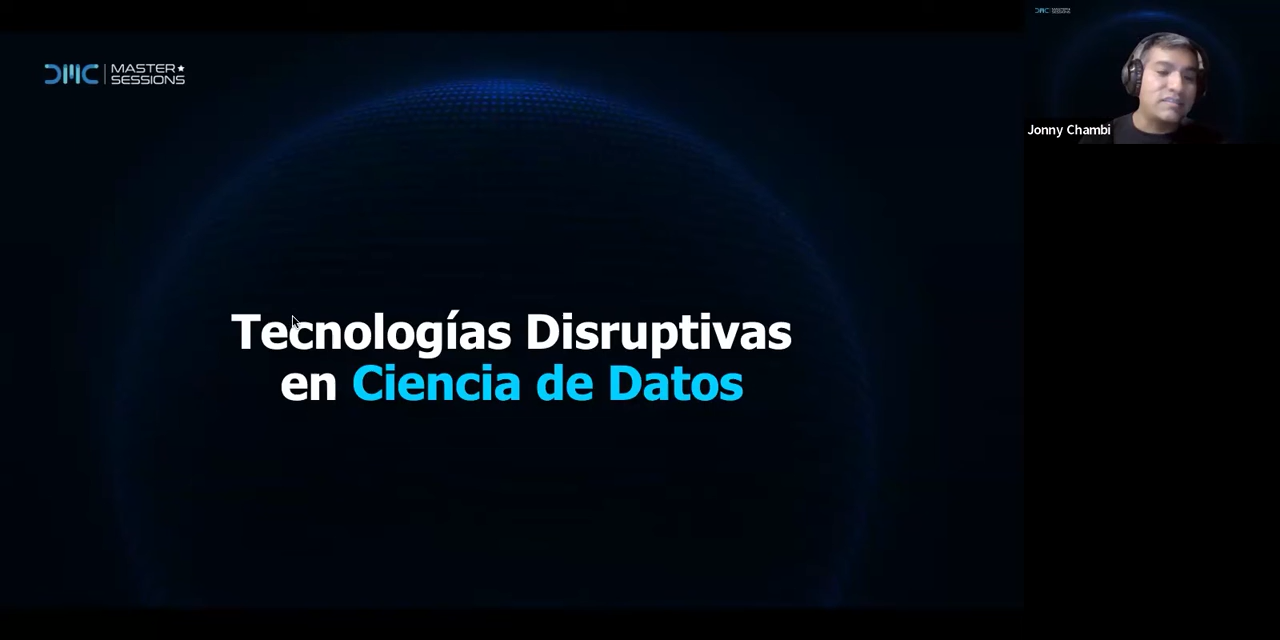 DMC | MASTER
SESSIONS
Tecnologías Disruptivas
en Ciencia de Datos
Jonny Chambi